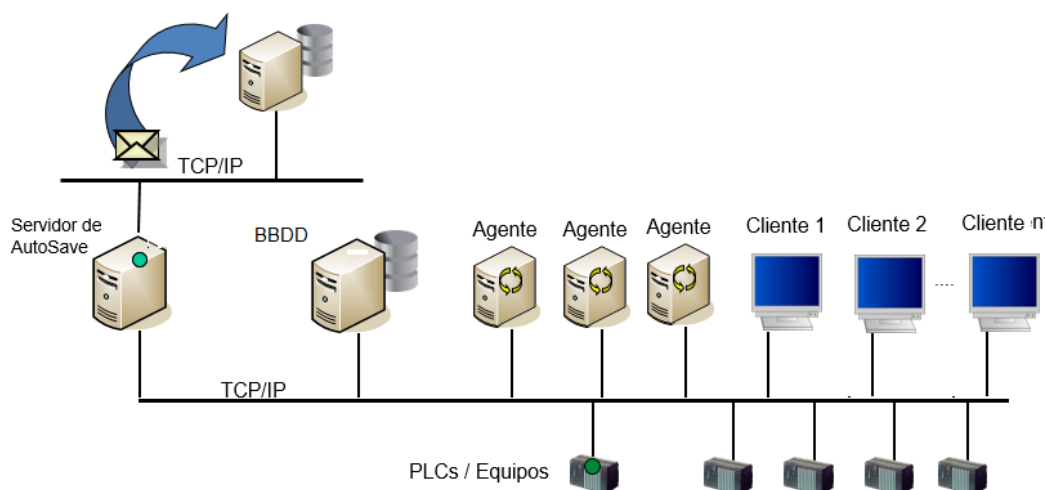 TCP/IP
Servidor de
AutoSave
BBDD
Agente
Agente
Agente
Cliente 1
Cliente 2
....
Cliente
TCP/IP
PLCs / Equipos